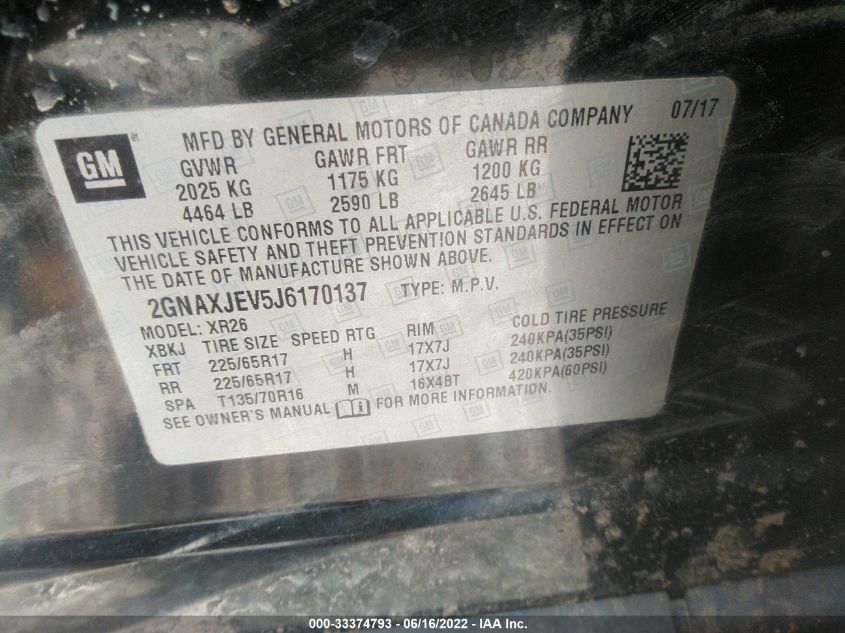 GM ® MFD BY GENERAL MOTORS OF CANADA COMPANY 07/17
GVWR GAWR FRT GAWR RR
2025 KG 1175 KG 1200 KG
4464 LB 2590 LB 2645 LB
THIS VEHICLE CONFORMS TO ALL APPLICABLE U.S. FEDERAL MOTOR
VEHICLE SAFETY AND THEFT PREVENTION STANDARDS IN EFFECT ON
THE DATE OF MANUFACTURE SHOWN ABOVE.
2GNAXJEV5J6170137 TYPE: M.P.V.
MODEL: XR26
XBKJ TIRE SIZE SPEED RTG RIM COLD TIRE PRESSURE
FRT 225/65R17 H 17X7J 240KPA(35PSI)
RR 225/65R17 H 17X7J 240KPA(35PSI)
SPA T135/70R16 M 16X4BT 420KPA(60PSI)
SEE OWNER'S MANUAL FOR MORE INFORMATION.
000-33374793 - 06/16/2022 - IAA Inc.